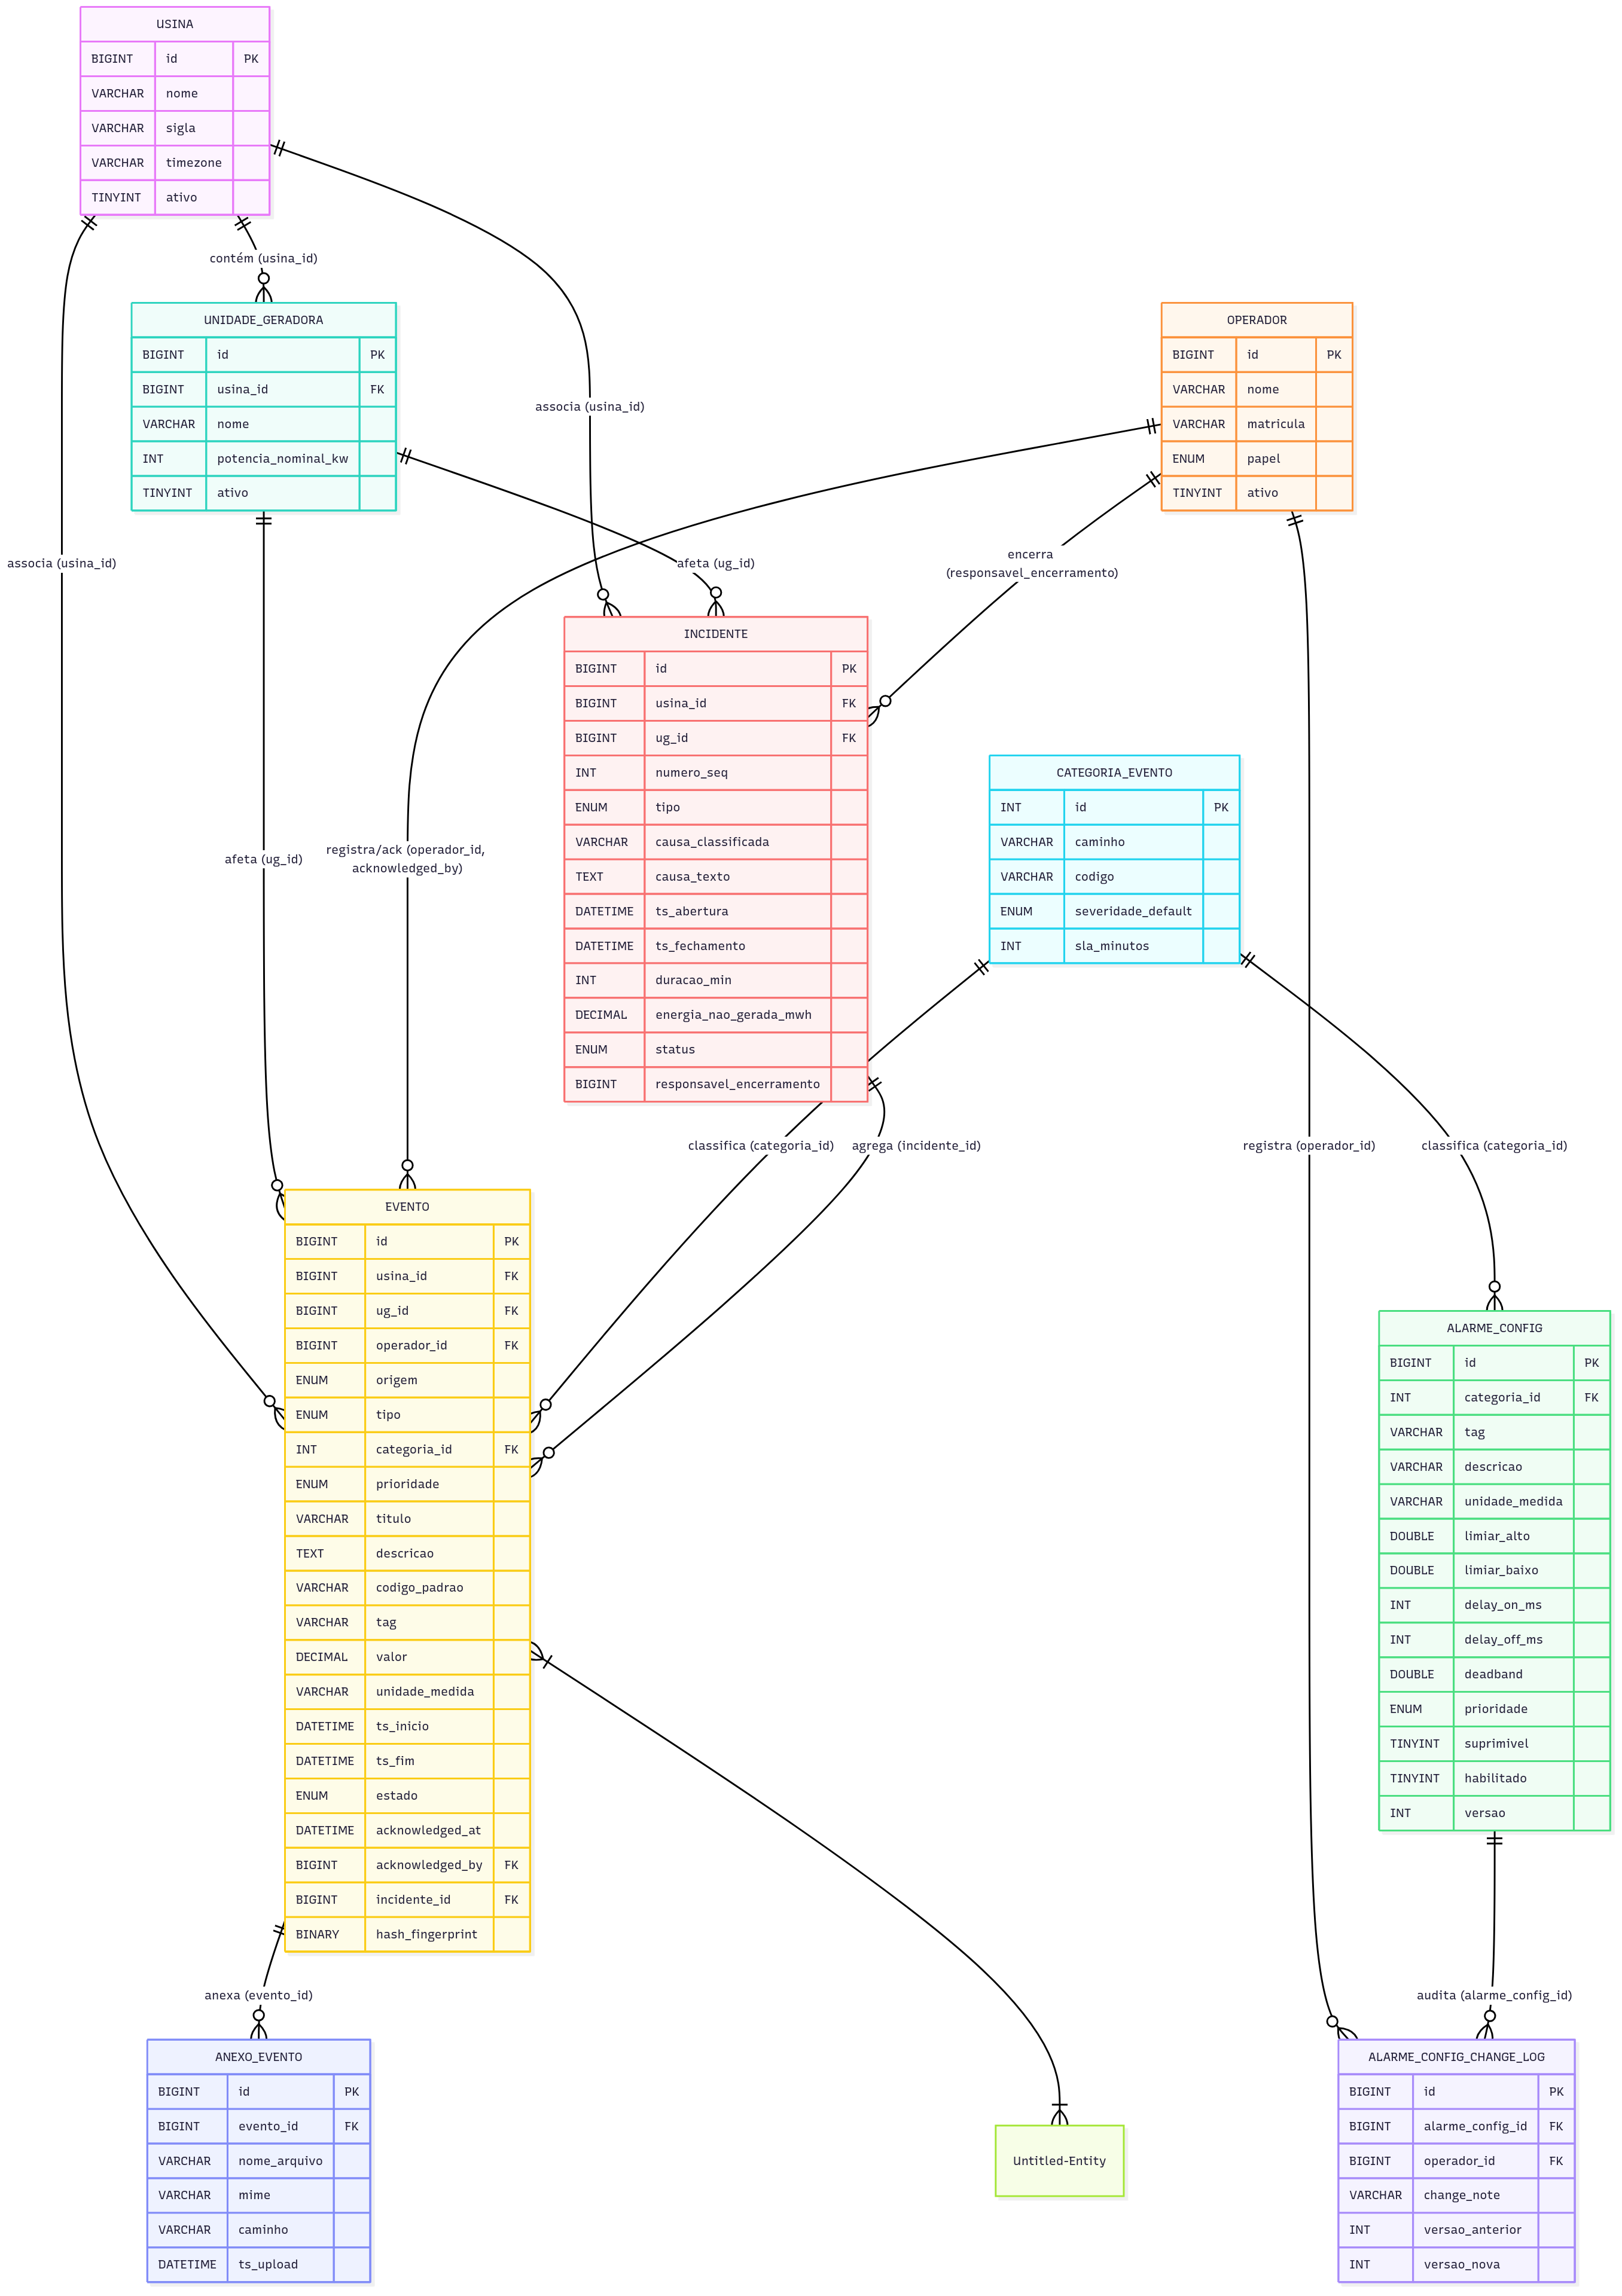 USINA
BIGINT id PK
VARCHAR nome
VARCHAR sigla
VARCHAR timezone
TINYINT ativo
contém (usina_id)
UNIDADE_GERADORA
BIGINT id PK
BIGINT usina_id FK
VARCHAR nome
INT potencia_nominal_kw
TINYINT ativo
OPERADOR
BIGINT id PK
VARCHAR nome
VARCHAR matricula
ENUM papel
TINYINT ativo
associa (usina_id)
associa (usina_id)
afeta (ug_id)
encerra
(responsavel_encerramento)
INCIDENTE
BIGINT id PK
BIGINT usina_id FK
BIGINT ug_id FK
INT numero_seq
ENUM tipo
VARCHAR causa_classificada
TEXT causa_texto
DATETIME ts_abertura
DATETIME ts_fechamento
INT duracao_min
DECIMAL energia_nao_gerada_mwh
ENUM status
BIGINT responsavel_encerramento
CATEGORIA_EVENTO
INT id PK
VARCHAR caminho
VARCHAR codigo
ENUM severidade_default
INT sla_minutos
afeta (ug_id)
registra/ack (operador_id,
acknowledged_by)
classifica (categoria_id)
agrega (incidente_id)
registra (operador_id)
classifica (categoria_id)
EVENTO
BIGINT id PK
BIGINT usina_id FK
BIGINT ug_id FK
BIGINT operador_id FK
ENUM origem
ENUM tipo
INT categoria_id FK
ENUM prioridade
VARCHAR titulo
TEXT descricao
VARCHAR codigo_padrao
VARCHAR tag
DECIMAL valor
VARCHAR unidade_medida
DATETIME ts_inicio
DATETIME ts_fim
ENUM estado
DATETIME acknowledged_at
BIGINT acknowledged_by FK
BIGINT incidente_id FK
BINARY hash_fingerprint
ALARME_CONFIG
BIGINT id PK
INT categoria_id FK
VARCHAR tag
VARCHAR descricao
VARCHAR unidade_medida
DOUBLE limiar_alto
DOUBLE limiar_baixo
INT delay_on_ms
INT delay_off_ms
DOUBLE deadband
ENUM prioridade
TINYINT suprimivel
TINYINT habilitado
INT versao
anexa (evento_id)
audita (alarme_config_id)
ANEXO_EVENTO
BIGINT id PK
BIGINT evento_id FK
VARCHAR nome_arquivo
VARCHAR mime
VARCHAR caminho
DATETIME ts_upload
Untitled-Entity
ALARME_CONFIG_CHANGE_LOG
BIGINT id PK
BIGINT alarme_config_id FK
BIGINT operador_id FK
VARCHAR change_note
INT versao_anterior
INT versao_nova